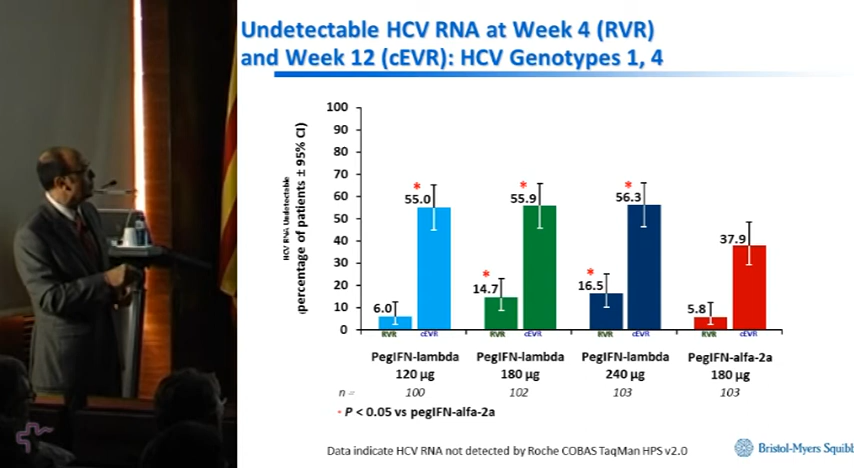 Undetectable HCV RNA at Week 4 (RVR)
and Week 12 (cEVR): HCV Genotypes 1, 4
HCV RNA Undetectable
(percentage of patients ± 95% CI)
100
90
80
70
60
50
40
30
20
10
0
6.0
* 55.0
* 14.7
* 55.9
* 16.5
* 56.3
5.8
37.9
RVR cEVR RVR cEVR RVR cEVR RVR cEVR
PegIFN-lambda PegIFN-lambda PegIFN-lambda PegIFN-alfa-2a
120 µg 180 µg 240 µg 180 µg
n = 100 102 103 103
* P < 0.05 vs pegIFN-alfa-2a
Data indicate HCV RNA not detected by Roche COBAS TaqMan HPS v2.0
Bristol-Myers Squibb